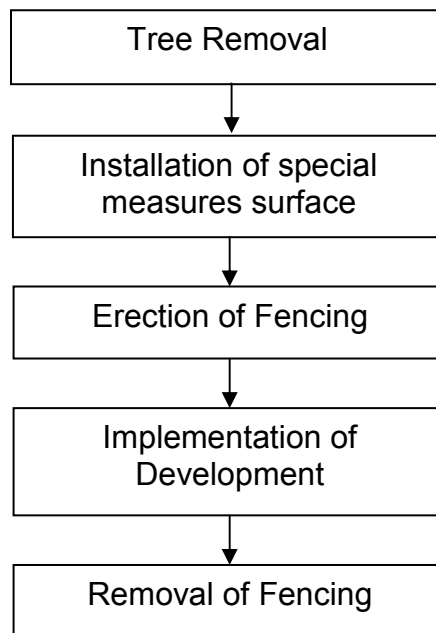 Tree Removal
Installation of special
measures surface
Erection of Fencing
Implementation of
Development
Removal of Fencing